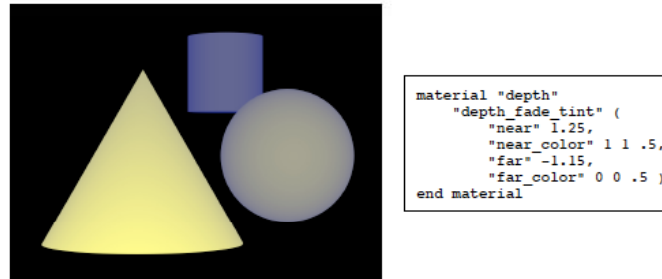 material "depth"
"depth_fade_tint" (
"near" 1.25,
"near_color" 1 1 .5,
"far" -1.15,
"far_color" 0 0 .5 )
end material